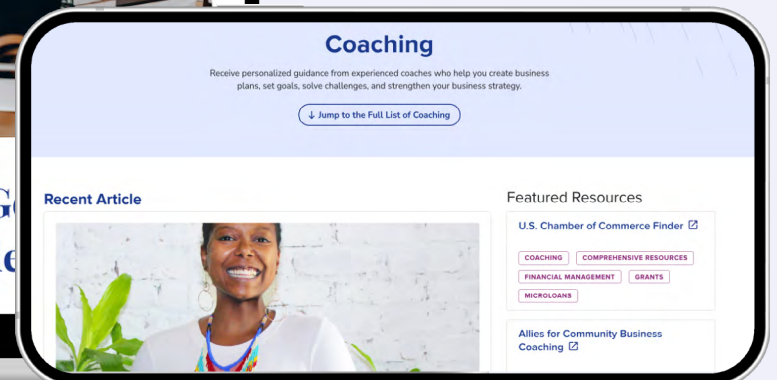 Coaching
Receive personalized guidance from experienced coaches who help you create business
plans, set goals, solve challenges, and strengthen your business strategy.
↓ Jump to the Full List of Coaching
Recent Article
Featured Resources
U.S. Chamber of Commerce Finder
COACHING COMPREHENSIVE RESOURCES
FINANCIAL MANAGEMENT GRANTS
MICROLOANS
Allies for Community Business
Coaching